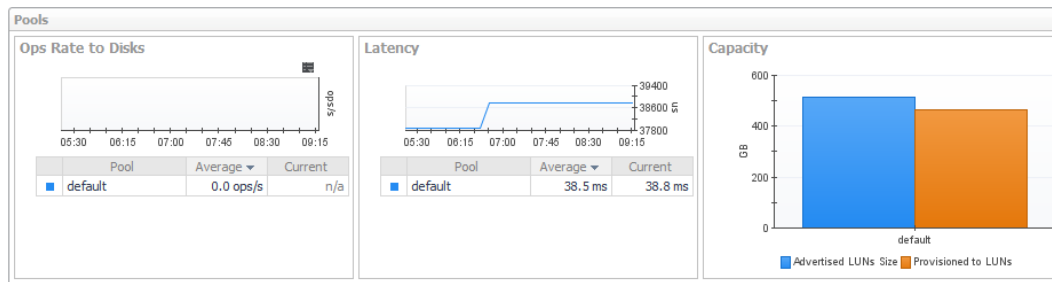 Pools
Ops Rate to Disks
ops/s
05:30 06:15 07:00 07:45 08:30 09:15
Pool Average Current
default 0.0 ops/s n/a
Latency
39400
38600
37800
us
05:30 06:15 07:00 07:45 08:30 09:15
Pool Average Current
default 38.5 ms 38.8 ms
Capacity
600
400
200
0
GB
default
Advertised LUNs Size Provisioned to LUNs